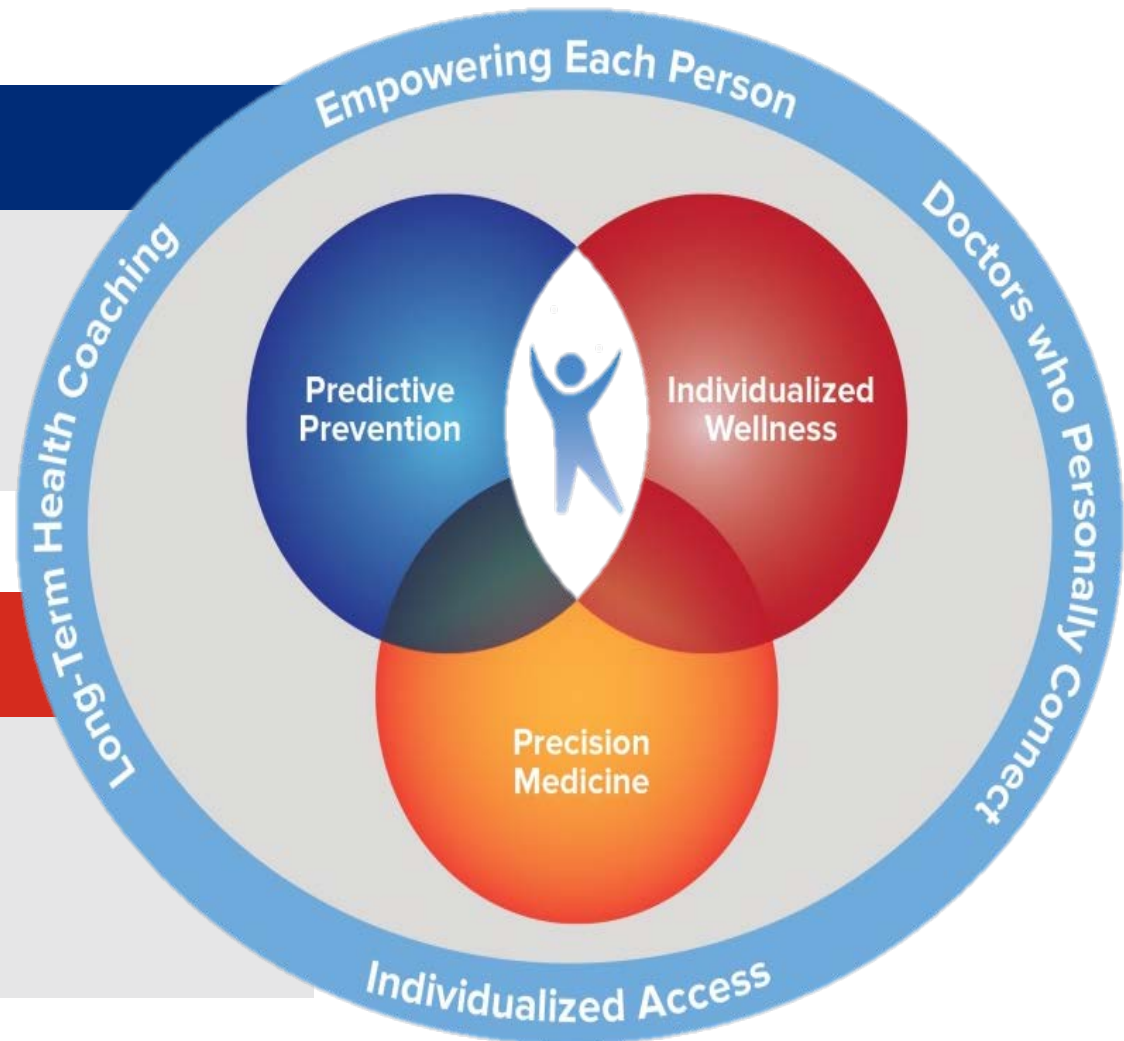 Empowering Each Person
Doctors who Personally Connect
Individualized Access
Long-Term Health Coaching
Predictive
Prevention
Individualized
Wellness
Precision
Medicine